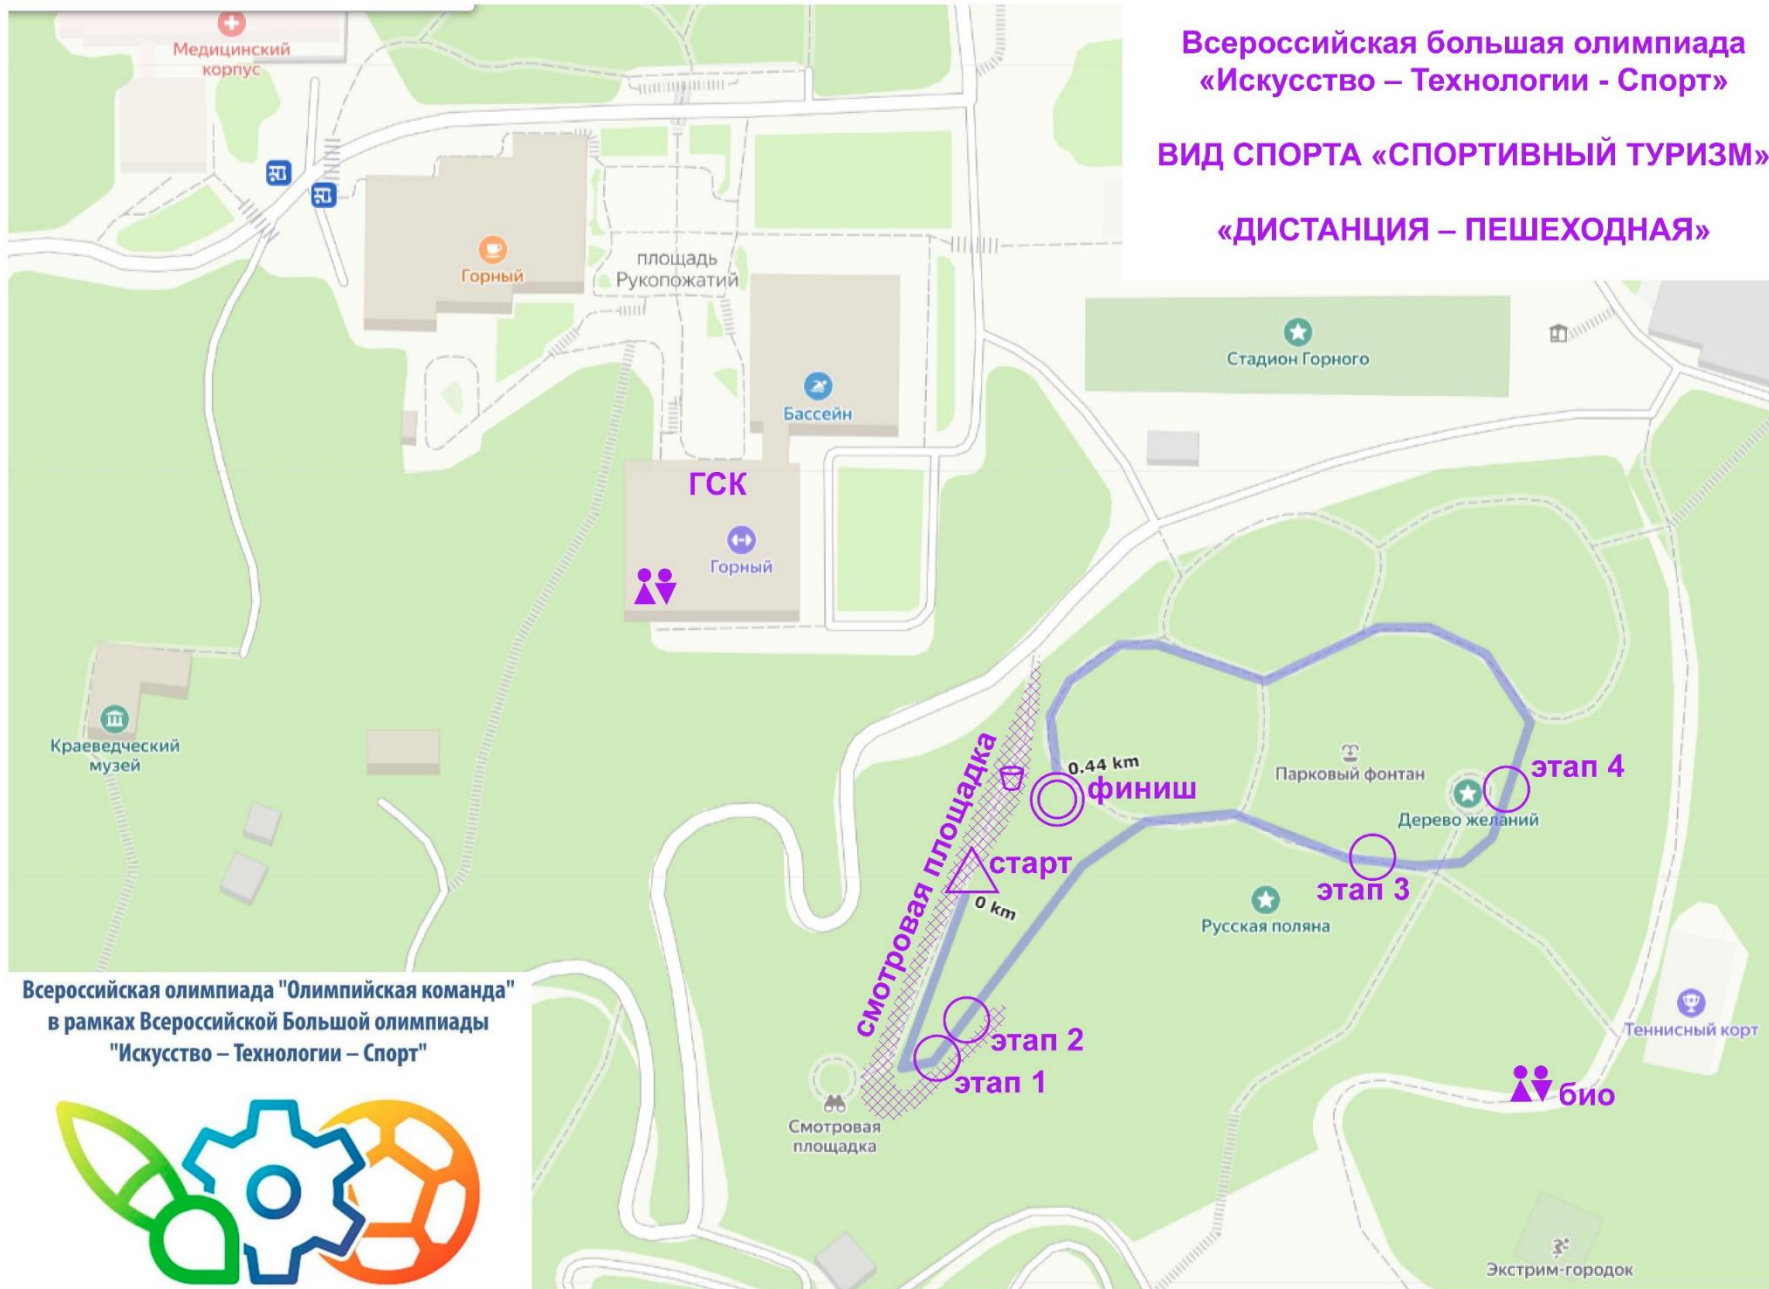 Медицинский
корпус
Всероссийская большая олимпиада
«Искусство – Технологии - Спорт»
ВИД СПОРТА «СПОРТИВНЫЙ ТУРИЗМ»
«ДИСТАНЦИЯ – ПЕШЕХОДНАЯ»
Горный
площадь
Рукопожатий
Стадион Горного
Бассейн
ГСК
Горный
Краеведческий
музей
смотровая площадка
0.44 km
финиш
Парковый фонтан
этап 4
Дерево желаний
старт
0 km
этап 3
Русская поляна
этап 2
этап 1
Теннисный корт
био
Смотровая
площадка
Экстрим-городок
Всероссийская олимпиада "Олимпийская команда"
в рамках Всероссийской Большой олимпиады
"Искусство – Технологии – Спорт"